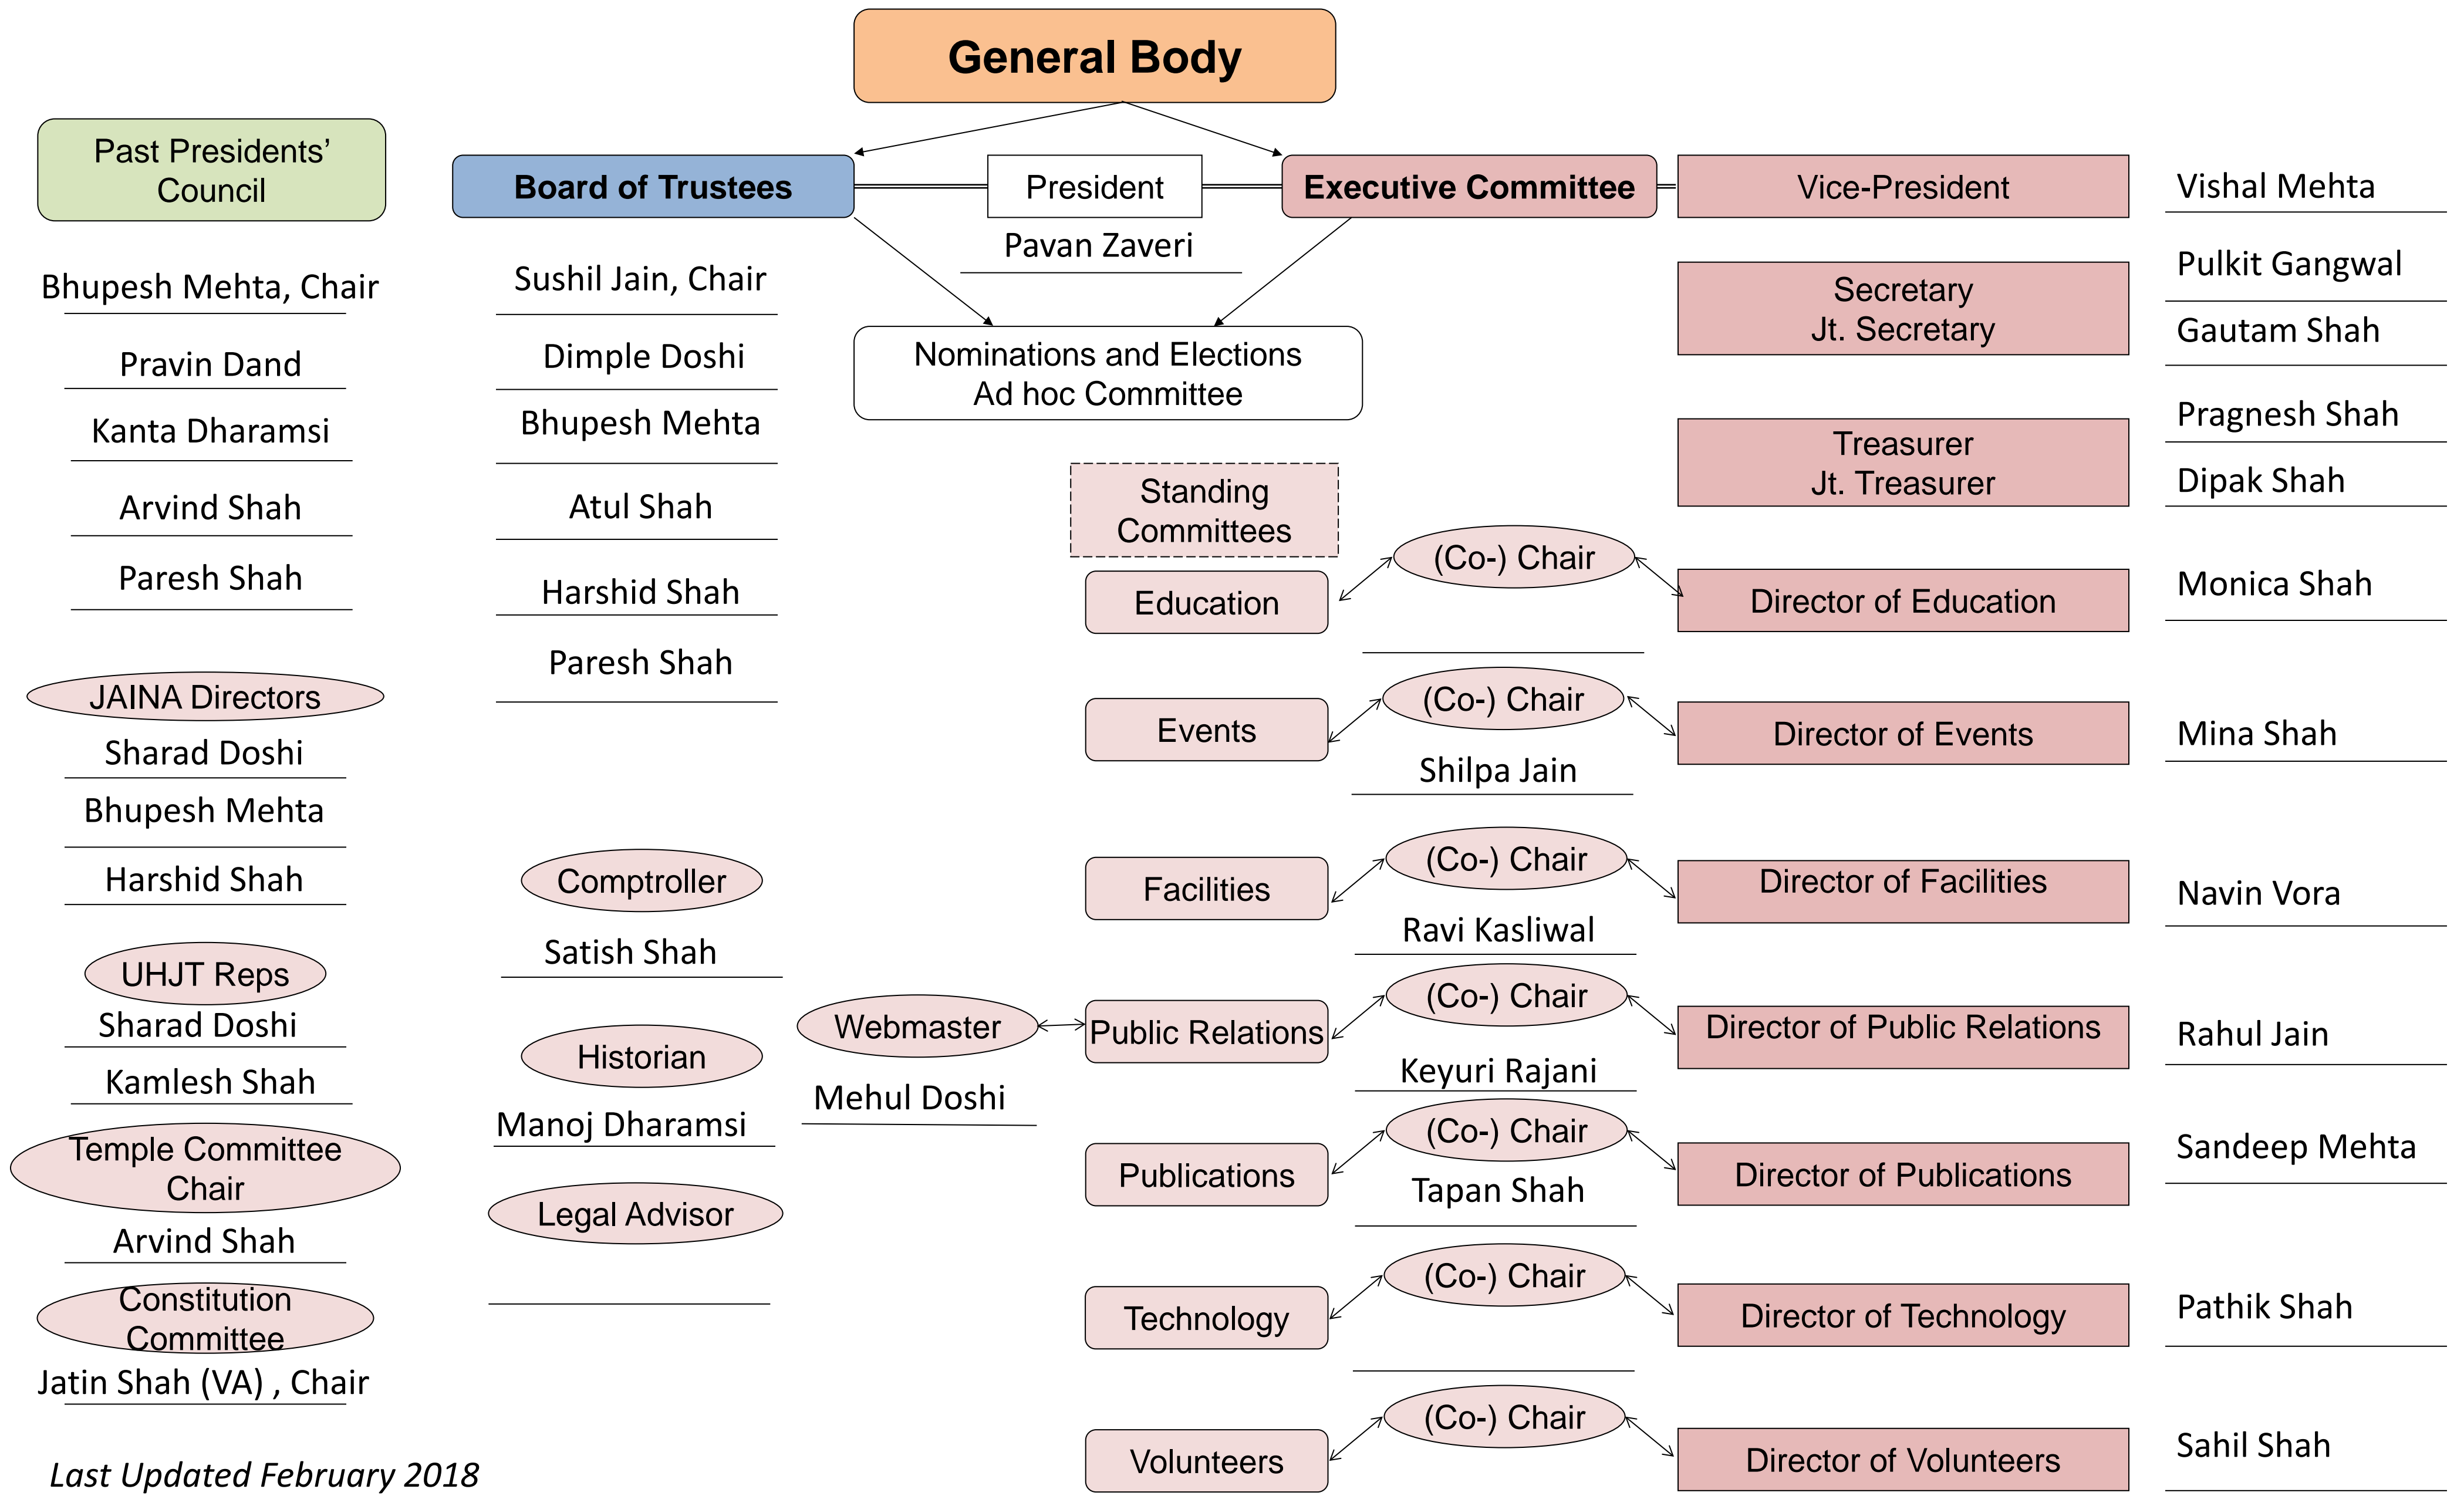 General Body
Past Presidents’
Council
Board of Trustees
President
Executive Committee
Vice-President
Vishal Mehta
Pavan Zaveri
Bhupesh Mehta, Chair
Pravin Dand
Kanta Dharamsi
Arvind Shah
Paresh Shah
Sushil Jain, Chair
Dimple Doshi
Bhupesh Mehta
Atul Shah
Harshid Shah
Paresh Shah
Nominations and Elections
Ad hoc Committee
Secretary
Jt. Secretary
Pulkit Gangwal
Gautam Shah
Treasurer
Jt. Treasurer
Pragnesh Shah
Dipak Shah
Standing
Committees
Education
(Co-) Chair
Director of Education
Monica Shah
Events
(Co-) Chair
Shilpa Jain
Director of Events
Mina Shah
Facilities
(Co-) Chair
Ravi Kasliwal
Director of Facilities
Navin Vora
Webmaster
Mehul Doshi
Public Relations
(Co-) Chair
Keyuri Rajani
Director of Public Relations
Rahul Jain
Publications
(Co-) Chair
Tapan Shah
Director of Publications
Sandeep Mehta
Technology
(Co-) Chair
Director of Technology
Pathik Shah
Volunteers
(Co-) Chair
Director of Volunteers
Sahil Shah
JAINA Directors
Sharad Doshi
Bhupesh Mehta
Harshid Shah
UHJT Reps
Sharad Doshi
Kamlesh Shah
Temple Committee
Chair
Arvind Shah
Constitution
Committee
Jatin Shah (VA) , Chair
Comptroller
Satish Shah
Historian
Manoj Dharamsi
Legal Advisor
Last Updated February 2018